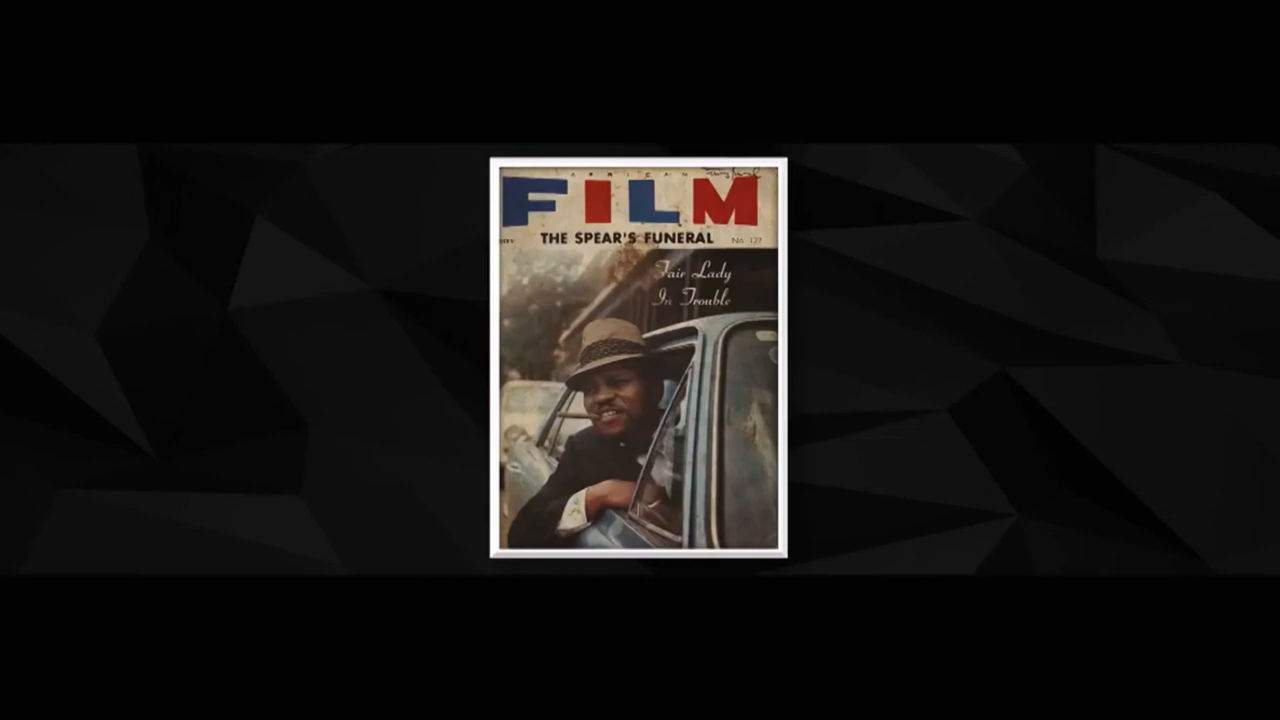 AFRICAN
FILM
THE SPEAR'S FUNERAL No. 127
Fair Lady
In Trouble